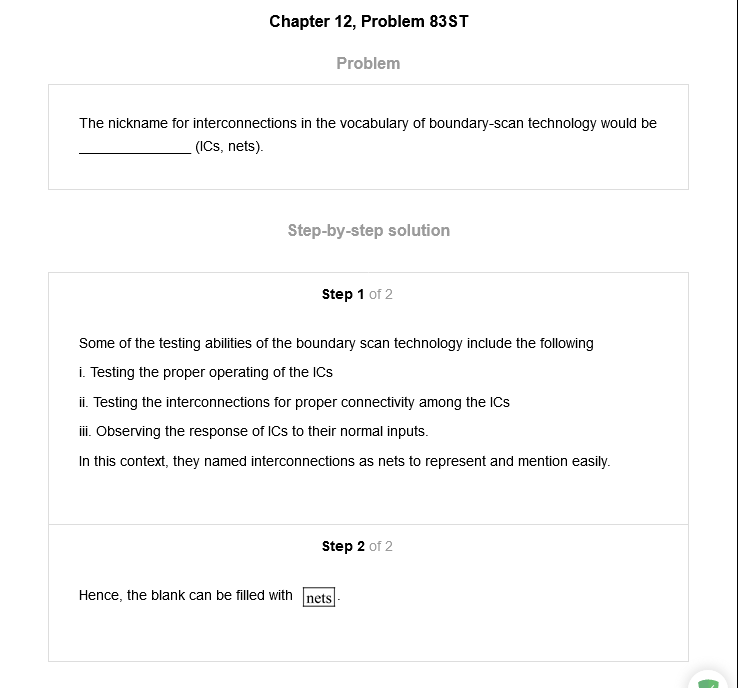 Chapter 12, Problem 83ST
Problem
The nickname for interconnections in the vocabulary of boundary-scan technology would be
_______________ (ICs, nets).
Step-by-step solution
Step 1 of 2
Some of the testing abilities of the boundary scan technology include the following
i. Testing the proper operating of the ICs
ii. Testing the interconnections for proper connectivity among the ICs
iii. Observing the response of ICs to their normal inputs.
In this context, they named interconnections as nets to represent and mention easily.
Step 2 of 2
Hence, the blank can be filled with nets.